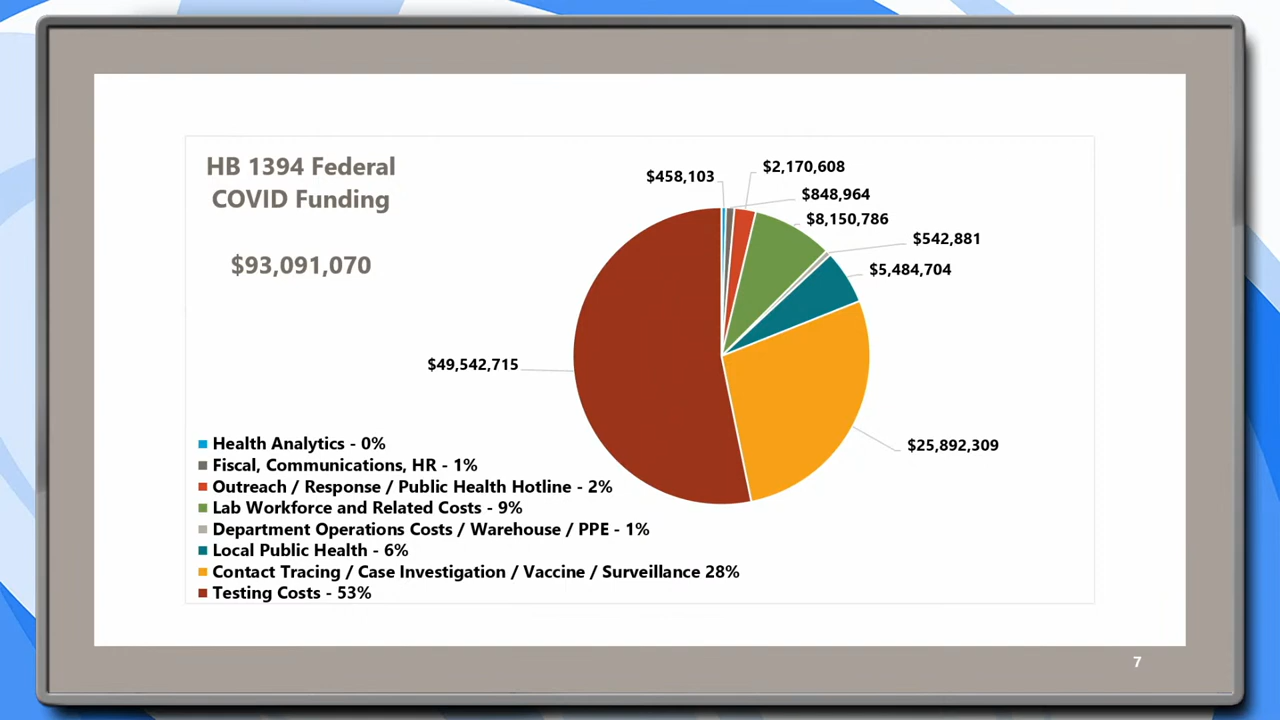 HB 1394 Federal
COVID Funding
$93,091,070
$458,103
$2,170,608
$848,964
$8,150,786
$542,881
$5,484,704
$49,542,715
$25,892,309
Health Analytics - 0%
Fiscal, Communications, HR - 1%
Outreach / Response / Public Health Hotline - 2%
Lab Workforce and Related Costs - 9%
Department Operations Costs / Warehouse / PPE - 1%
Local Public Health - 6%
Contact Tracing / Case Investigation / Vaccine / Surveillance 28%
Testing Costs - 53%
7